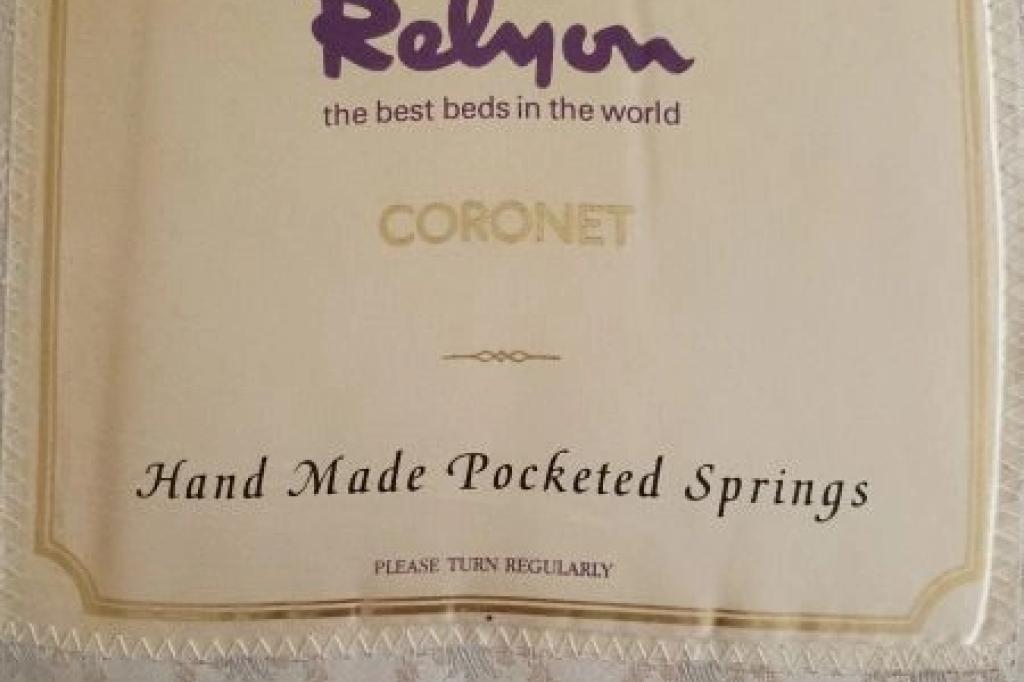 Relyon
the best beds in the world
CORONET
Hand Made Pocketed Springs
PLEASE TURN REGULARLY